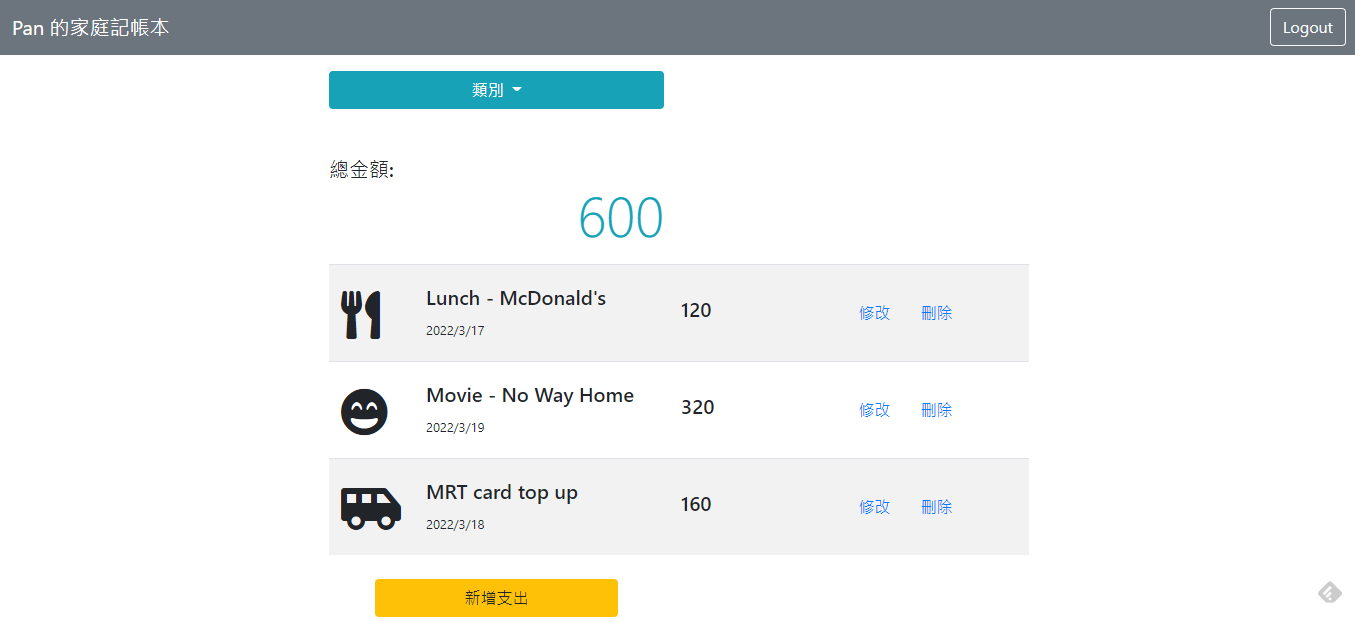 Pan 的家庭記帳本
Logout
類別
總金額:
600
Lunch - McDonald's
2022/3/17
120
修改
刪除
Movie - No Way Home
2022/3/19
320
修改
刪除
MRT card top up
2022/3/18
160
修改
刪除
新增支出